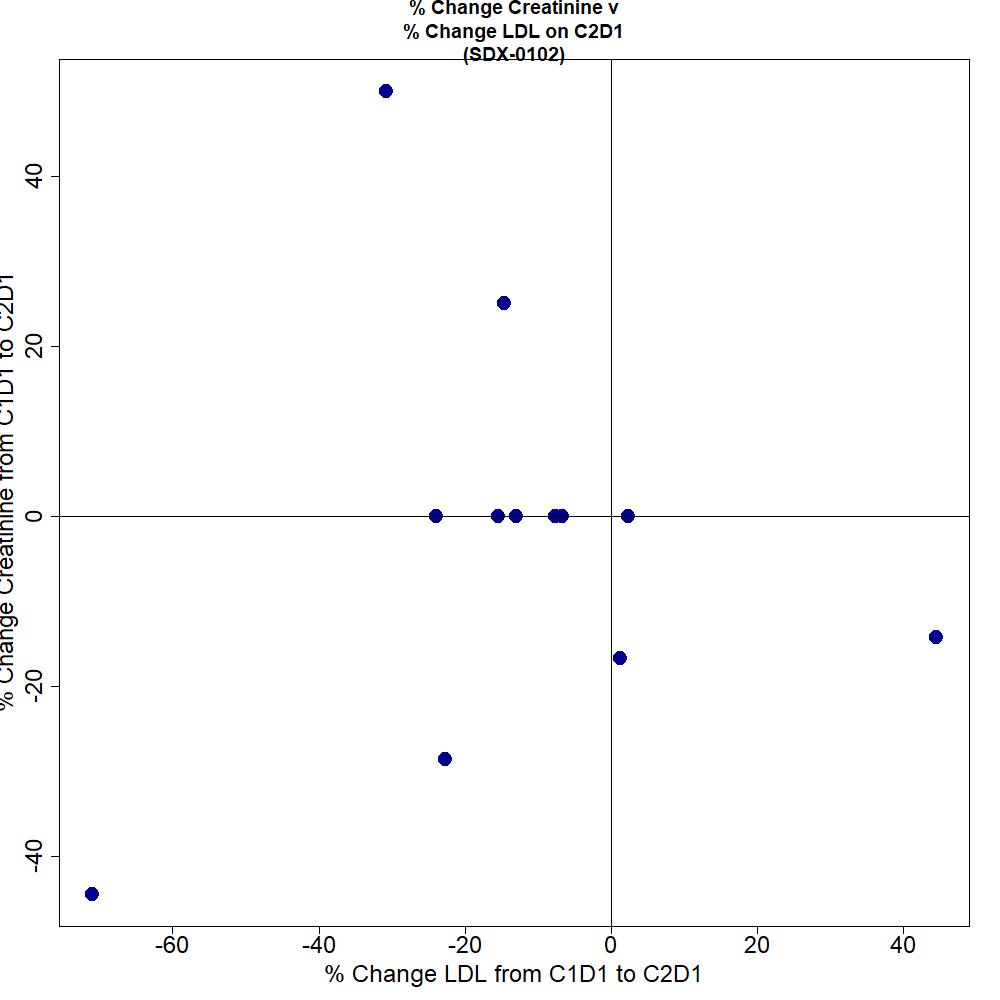 % Change Creatinine v
% Change LDL on C2D1
(SDX-0102)
% Change Creatinine from C1D1 to C2D1
40
20
0
-20
-40
-60
-40
-20
0
20
40
% Change LDL from C1D1 to C2D1